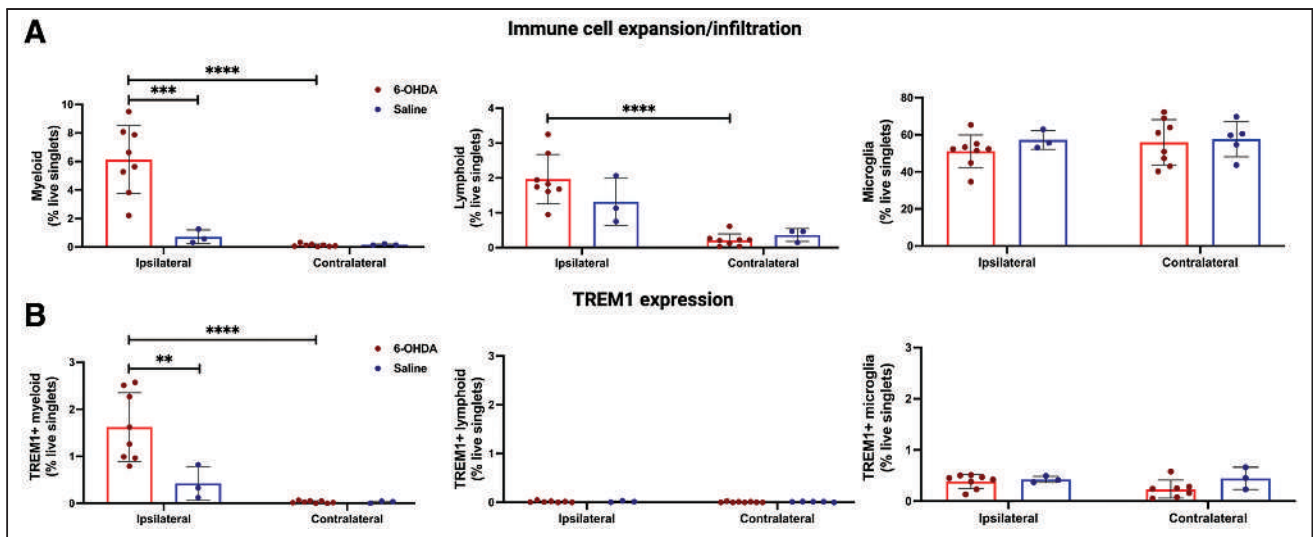 A
Immune cell expansion/infiltration
****
***
6-OHDA
Saline
Myeloid
(% live singlets)
10
8
6
4
2
0
Ipsilateral
Contralateral
****
Lymphoid
(% live singlets)
4
3
2
1
0
Ipsilateral
Contralateral
Microglia
(% live singlets)
80
60
40
20
0
Ipsilateral
Contralateral
B
TREM1 expression
****
**
6-OHDA
Saline
TREM1+ myeloid
(% live singlets)
3
2
1
0
Ipsilateral
Contralateral
TREM1+ lymphoid
(% live singlets)
3
2
1
0
Ipsilateral
Contralateral
TREM1+ microglia
(% live singlets)
3
2
1
0
Ipsilateral
Contralateral